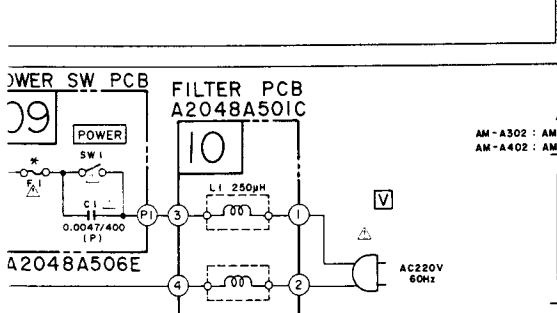 OWER SW PCB
FILTER PCB
A2048A501C
09
POWER
10
AM-A302 : AM
AM-A402 : AM
SW1
*
F1
L1 250μH
V
C1
P1
3
1
0.0047/400
(P)
A2048A506E
4
2
AC220V
60Hz